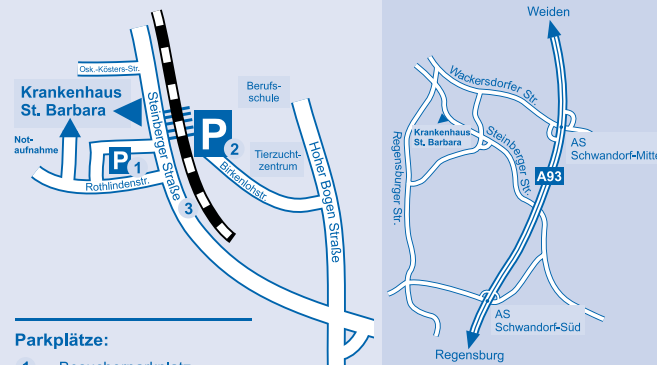 Osk.-Kösters-Str.
Krankenhaus
St. Barbara
Not-
aufnahme
P
1
Rothlindenstr.
Steinberger Straße
3
P
2
Birkenlohstr.
Berufs-
schule
Tierzucht-
zentrum
Hoher Bogen Straße
Parkplätze:
1 Besucherparkplatz
Weiden
Wackersdorfer Str.
Krankenhaus
St. Barbara
Steinberger Str.
Regensburger Str.
AS
Schwandorf-Mitte
A93
AS
Schwandorf-Süd
Regensburg